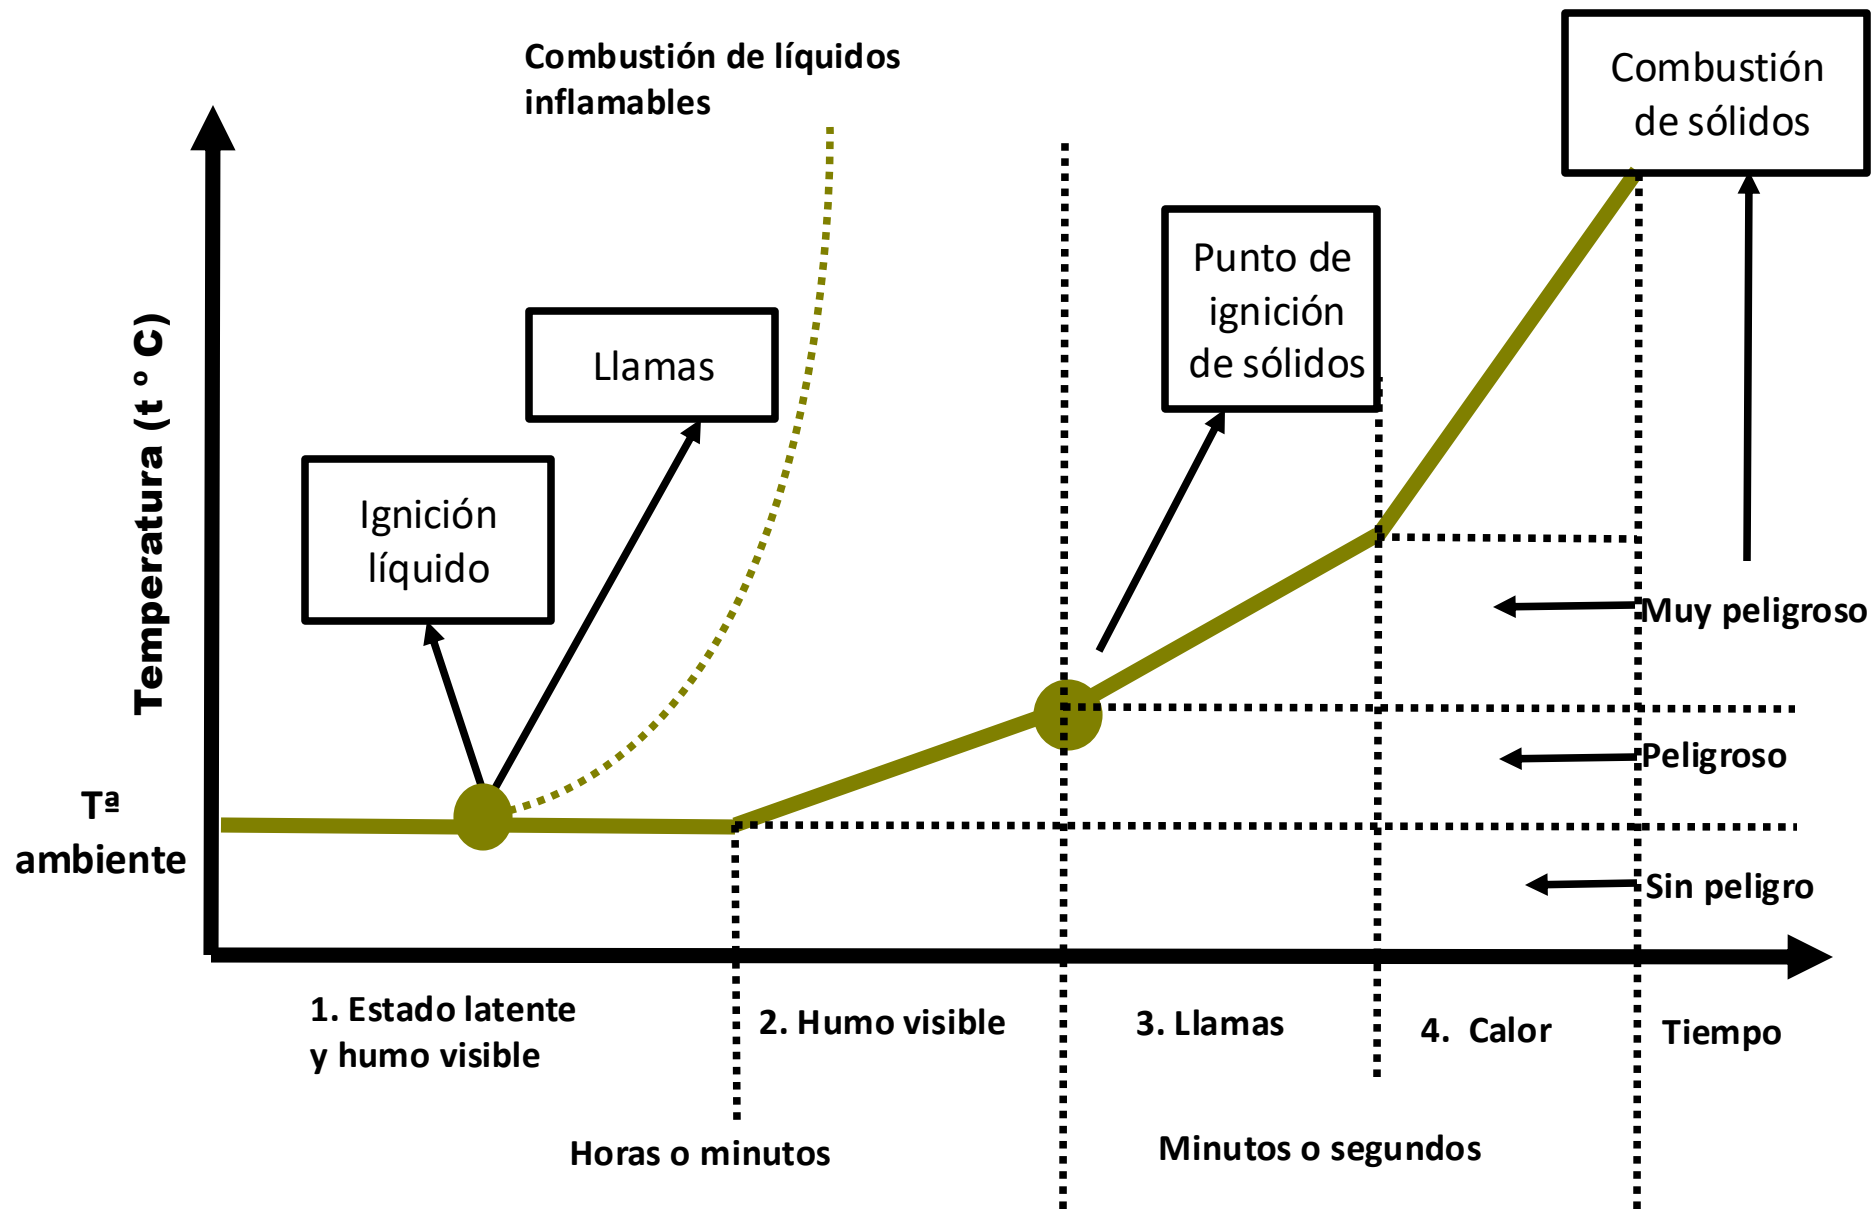 Combustión de líquidos
inflamables
Combustión
de sólidos
Punto de
ignición
de sólidos
Llamas
Ignición
líquido
Temperatura (t º C)
Muy peligroso
Peligroso
Tª
ambiente
Sin peligro
1. Estado latente
y humo visible
2. Humo visible
3. Llamas
4. Calor
Tiempo
Horas o minutos
Minutos o segundos